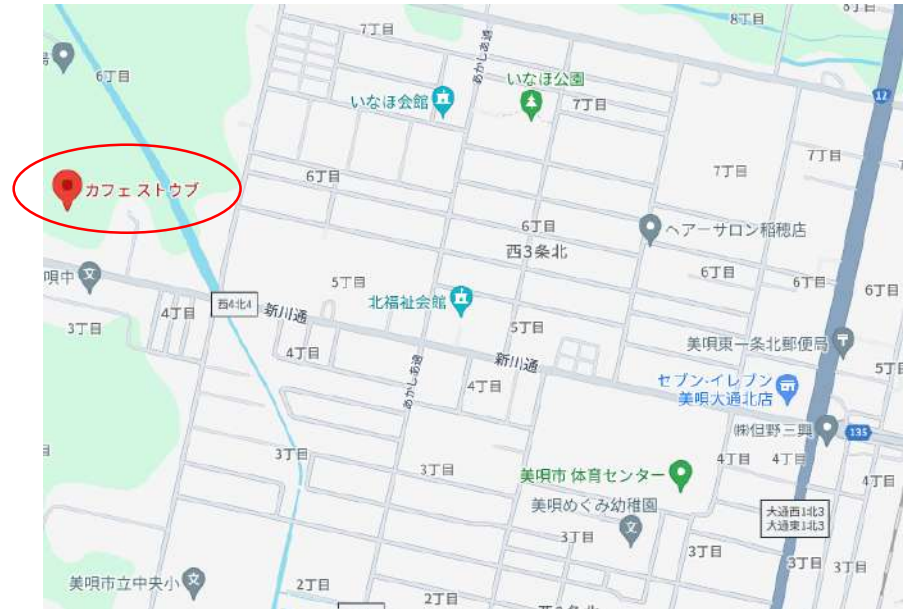 7丁目
8丁目
8丁目
あかしあ通
6丁目
いなほ公園
12
いなほ会館
7丁目
7丁目
7丁目
カフェ ストウブ
6丁目
6丁目
西3条北
ヘアーサロン稲穂店
唄中
5丁目
6丁目
6丁目
6丁目
西4北4
北福祉会館
4丁目
新川通
5丁目
3丁目
美唄東一条北郵便局
4丁目
新川通
5丁
あかしあ通
4丁目
セブン-イレブン
美唄大通北店
㈱但野三興
135
3丁目
3丁目
美唄市 体育センター
4丁目
4丁目
4丁目
美唄めぐみ幼稚園
大通西1北3
大通東1北3
3丁目
3丁目
3丁目
3丁目
3丁目
美唄市立中央小
2丁目
2丁目